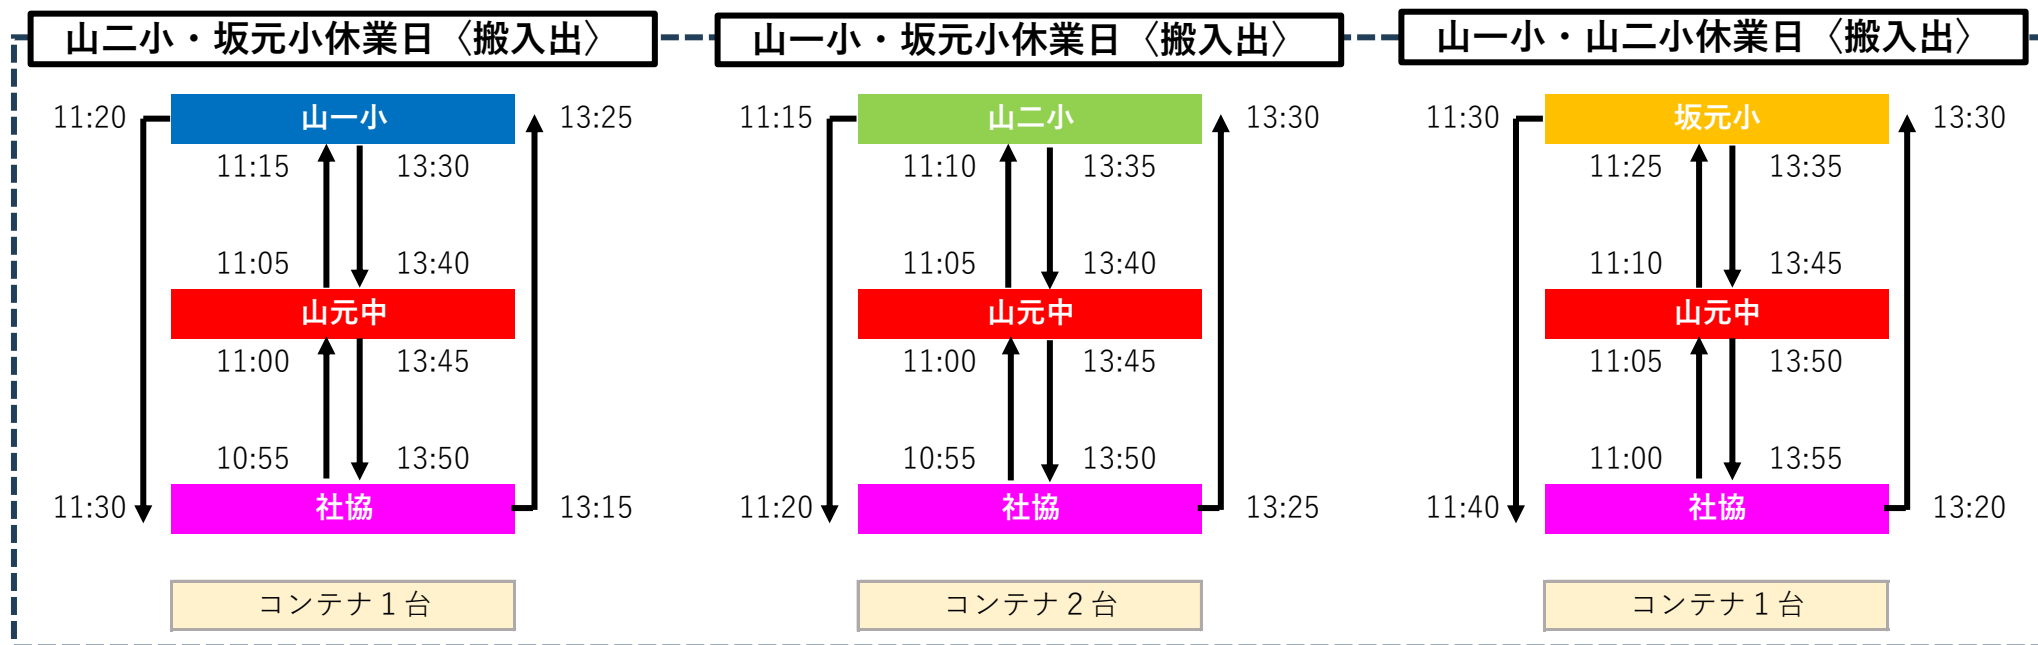 山二小・坂元小休業日〈搬入出〉
11:20
山一小
13:25
11:15
13:30
11:05
13:40
山元中
11:00
13:45
10:55
13:50
11:30
社協
13:15
コンテナ１台
山一小・坂元小休業日〈搬入出〉
11:15
山二小
13:30
11:10
13:35
11:05
13:40
山元中
11:00
13:45
10:55
13:50
11:20
社協
13:25
コンテナ２台
山一小・山二小休業日〈搬入出〉
11:30
坂元小
13:30
11:25
13:35
11:10
13:45
山元中
11:05
13:50
11:00
13:55
11:40
社協
13:20
コンテナ１台